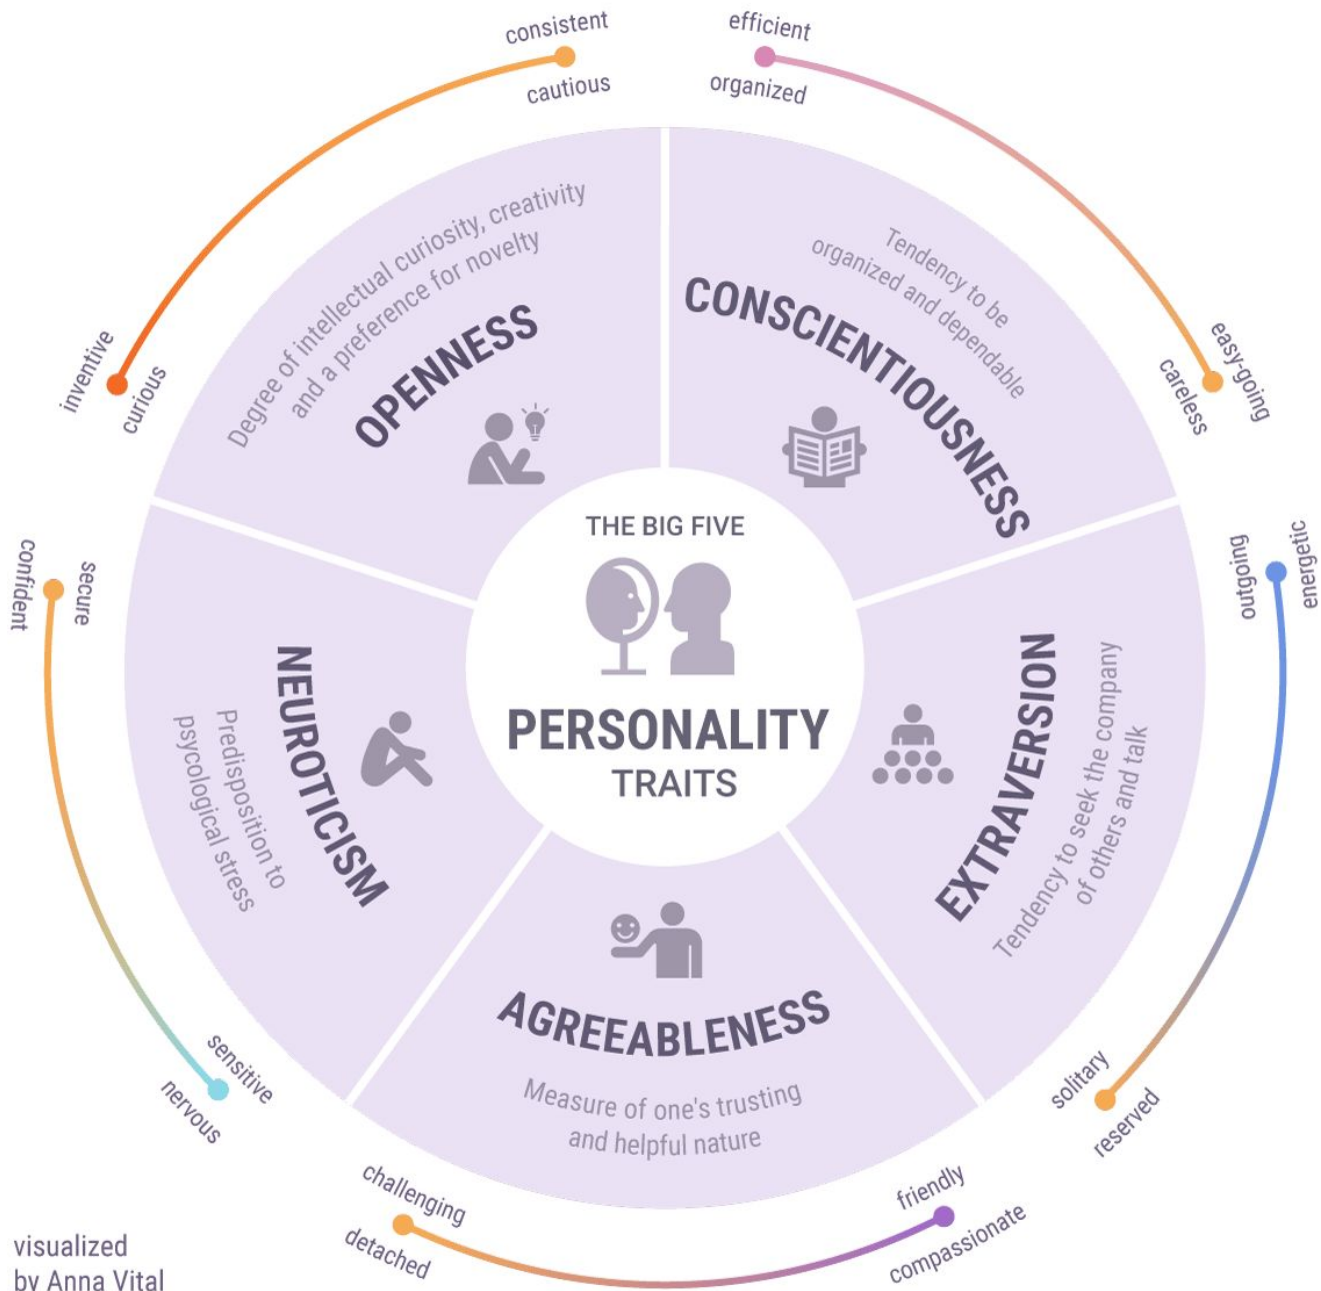 THE BIG FIVE
PERSONALITY
TRAITS
consistent
cautious
inventive
curious
Degree of intellectual curiosity, creativity
and a preference for novelty
OPENNESS
efficient
organized
easy-going
careless
Tendency to be
organized and dependable
CONSCIENTIOUSNESS
energetic
outgoing
solitary
reserved
EXTRAVERSION
Tendency to seek the company
of others and talk
AGREEABLENESS
Measure of one's trusting
and helpful nature
friendly
compassionate
challenging
detached
NEUROTICISM
Predisposition to
psycological stress
confident
secure
sensitive
nervous
visualized
by Anna Vital